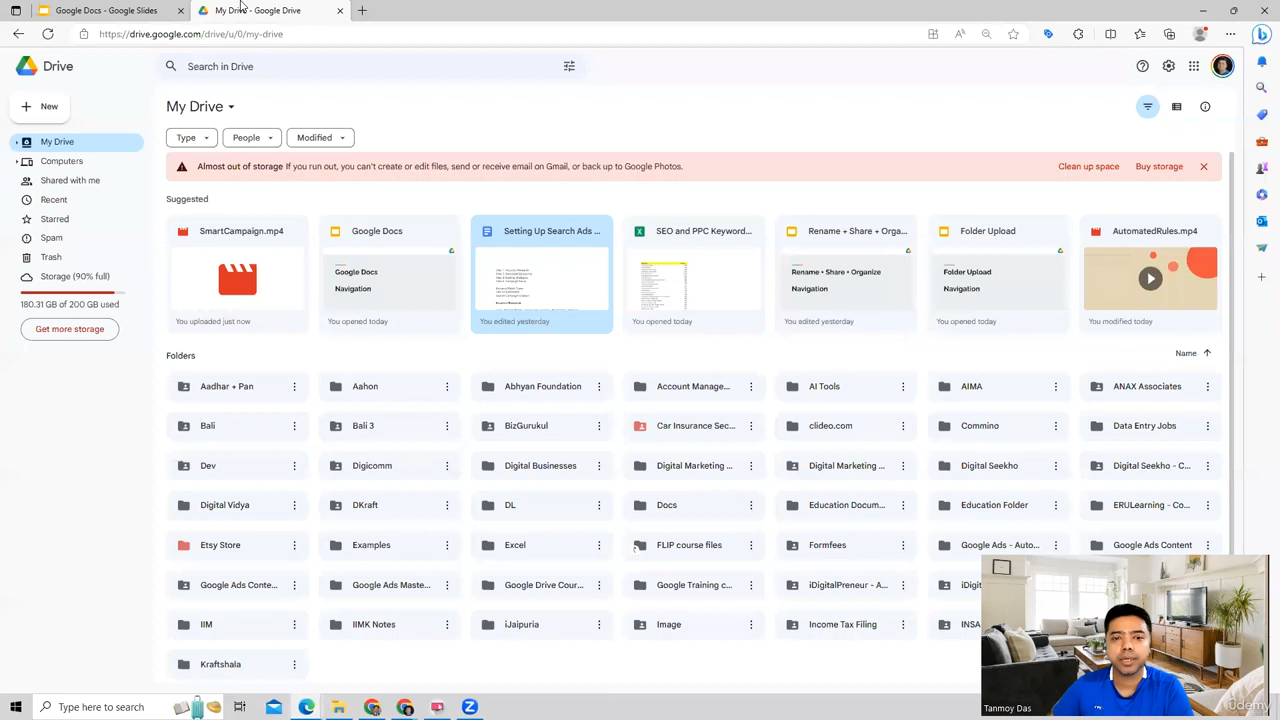 Google Docs - Google Slides
My Drive - Google Drive
https://drive.google.com/drive/u/0/my-drive
Drive
Search in Drive
New
My Drive
Type
People
Modified
Almost out of storage If you run out, you can't create or edit files, send or receive email on Gmail, or back up to Google Photos.
Clean up space
Buy storage
My Drive
Computers
Shared with me
Recent
Starred
Spam
Trash
Storage (90% full)
180.31 GB of 200 GB used
Get more storage
Suggested
SmartCampaign.mp4
You uploaded just now
Google Docs
Google Docs
Navigation
You opened today
Setting Up Search Ads ...
You edited yesterday
SEO and PPC Keyword...
You opened today
Rename + Share + Orga...
Rename + Share + Organize
Navigation
You edited yesterday
Folder Upload
Folder Upload
Navigation
You opened today
AutomatedRules.mp4
You modified today
Folders
Name
Aadhar + Pan
Aahon
Abhyan Foundation
Account Manage...
AI Tools
AIMA
ANAX Associates
Bali
Bali 3
BizGurukul
Car Insurance Sec...
clideo.com
Commino
Data Entry Jobs
Dev
Digicomm
Digital Businesses
Digital Marketing ...
Digital Marketing ...
Digital Seekho
Digital Seekho - C...
Digital Vidya
DKraft
DL
Docs
Education Docum...
Education Folder
ERULearning - Co...
Etsy Store
Examples
Excel
FLIP course files
Formfees
Google Ads - Auto...
Google Ads Content
Google Ads Conte...
Google Ads Maste...
Google Drive Cour...
Google Training c...
iDigitalPreneur - A...
IIM
IIMK Notes
iJaipuria
Image
Income Tax Filing
INSA
Kraftshala
Tanmoy Das
Udemy
Type here to search